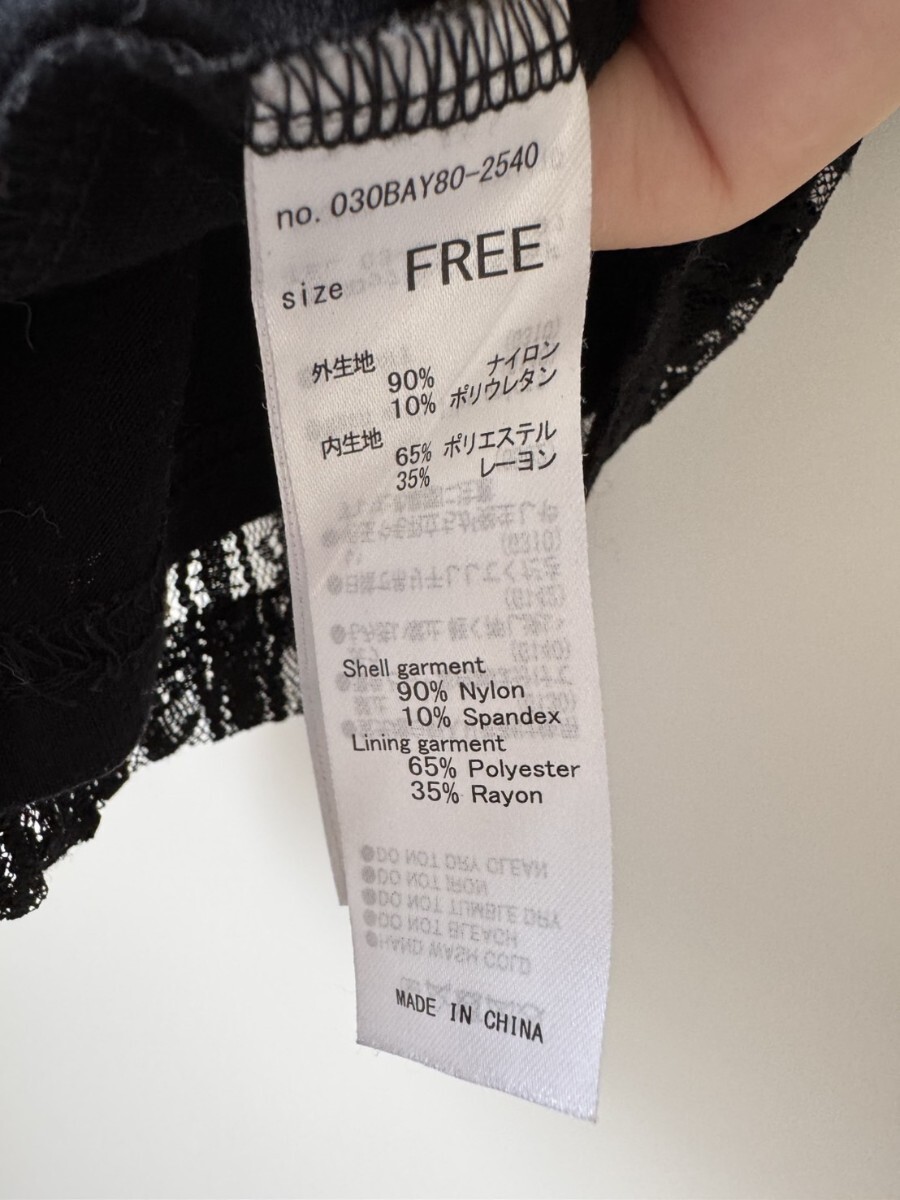 no. 030BAY80-2540
size FREE
外生地
90% ナイロン
10% ポリウレタン
内生地
65% ポリエステル
35% レーヨン
Shell garment
90% Nylon
10% Spandex
Lining garment
65% Polyester
35% Rayon
●DO NOT DRY CLEAN
●DO NOT IRON
●DO NOT TUMBLE DRY
●DO NOT BLEACH
●HAND WASH COLD
MADE IN CHINA